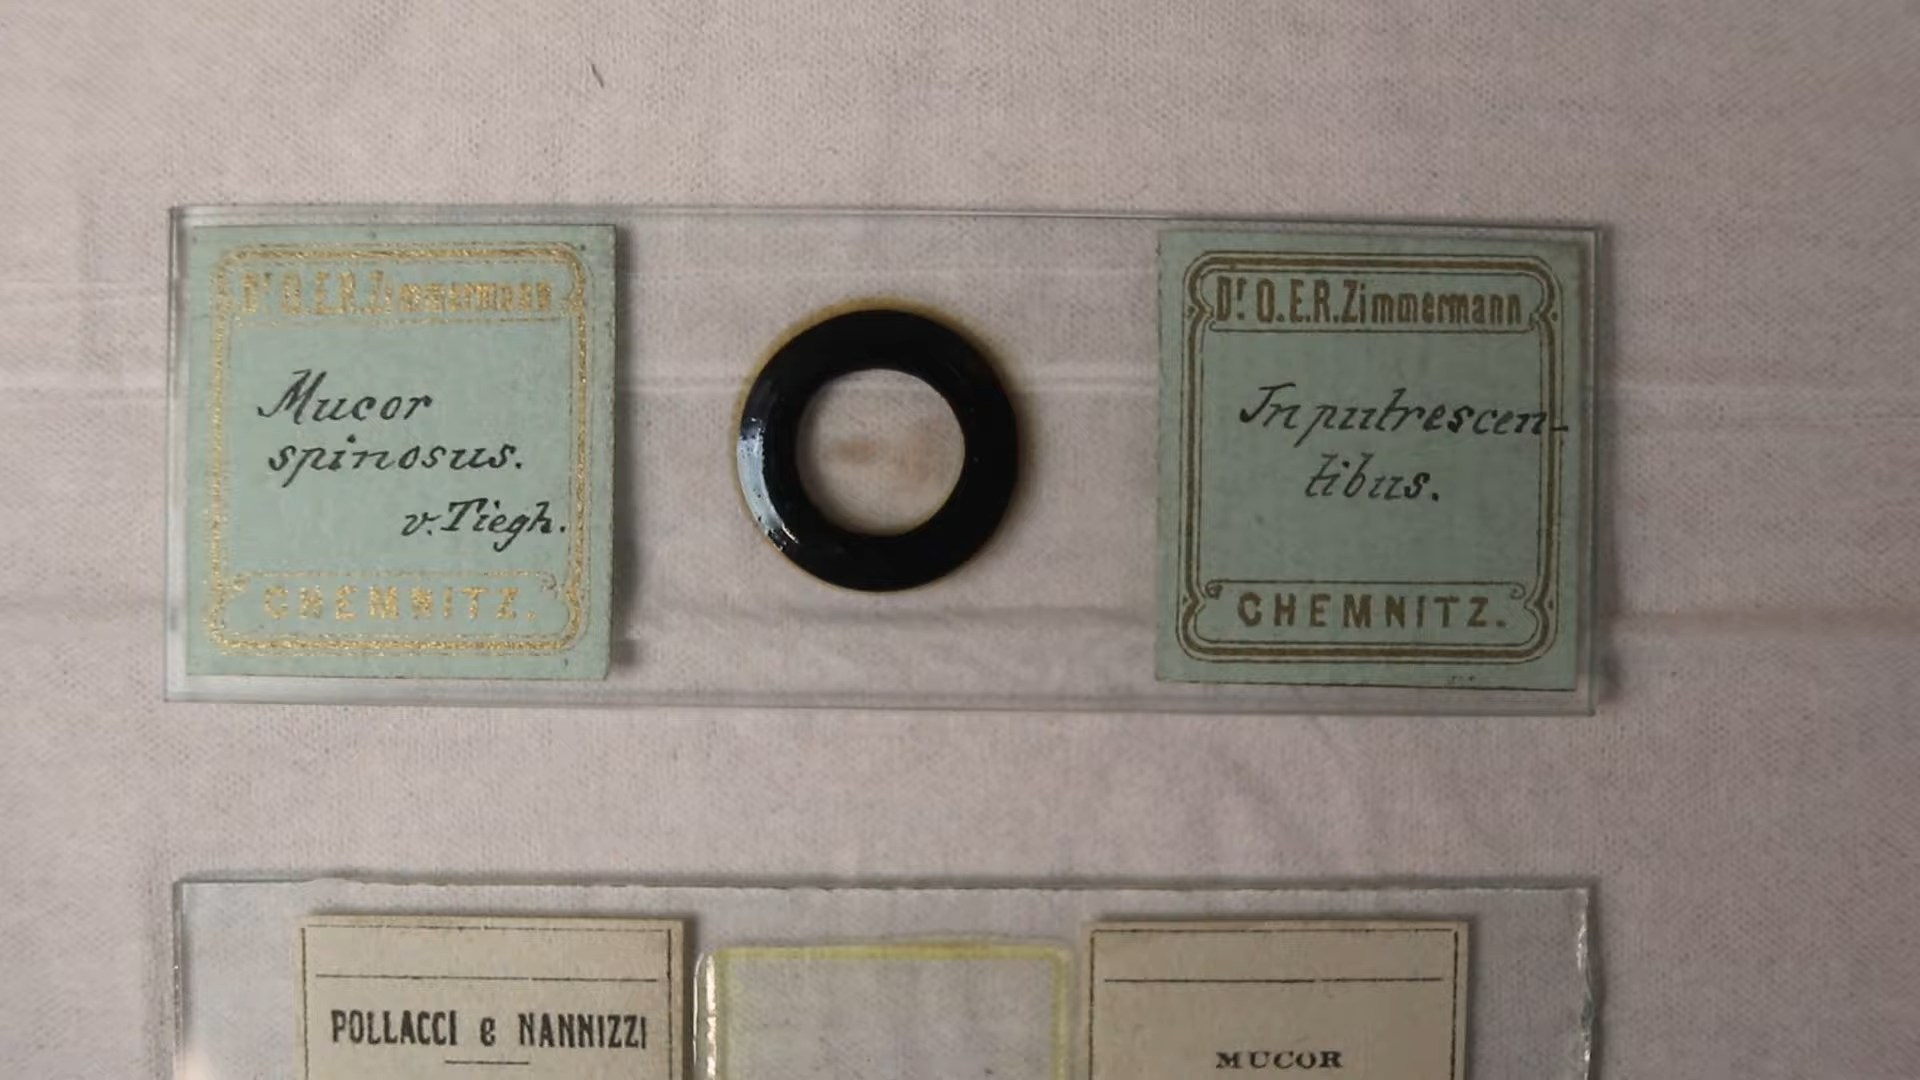 Dr O.E.R.Zimmermann
Mucor
spinosus.
v. Tiegh.
CHEMNITZ.
Dr O.E.R.Zimmermann
In putrescen-
tibus.
CHEMNITZ.
POLLACCI e NANNIZZI
MUCOR